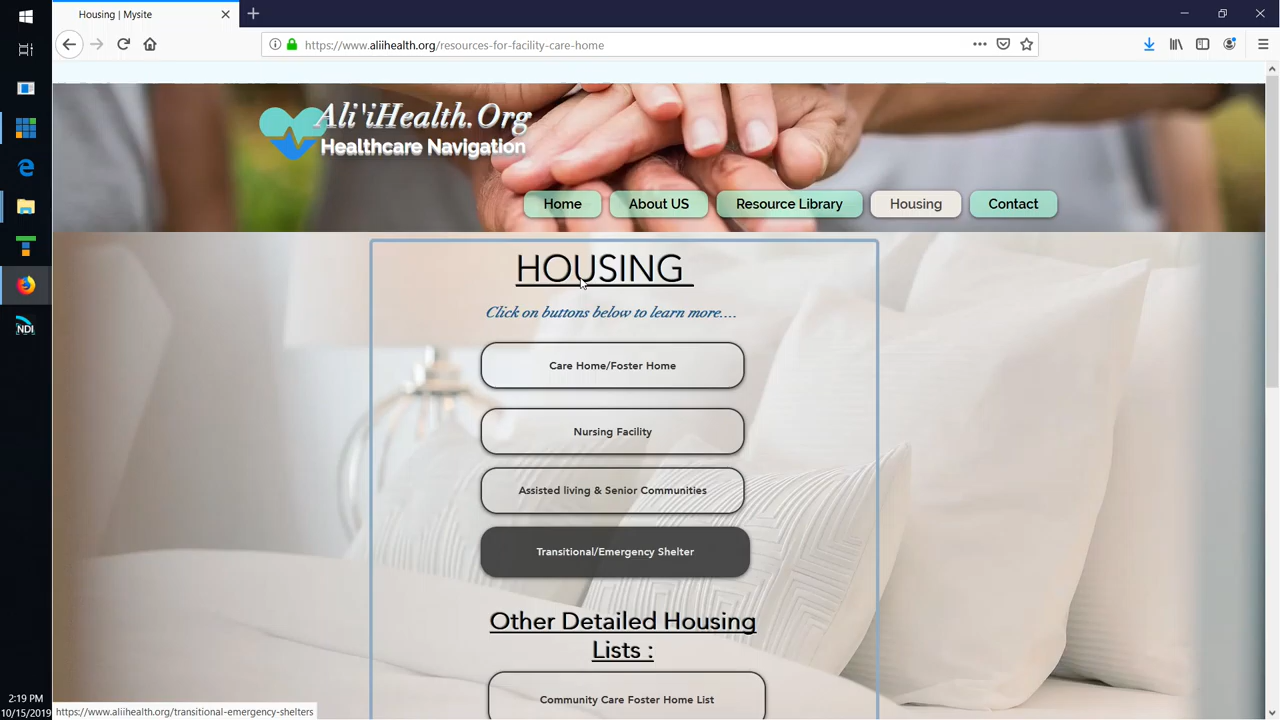 Housing | Mysite
https://www.aliihealth.org/resources-for-facility-care-home
Ali'iHealth.Org
Healthcare Navigation
Home
About US
Resource Library
Housing
Contact
HOUSING
Click on buttons below to learn more....
Care Home/Foster Home
Nursing Facility
Assisted living & Senior Communities
Transitional/Emergency Shelter
Other Detailed Housing
Lists :
Community Care Foster Home List
NDI
2:19 PM
10/15/2019
https://www.aliihealth.org/transitional-emergency-shelters